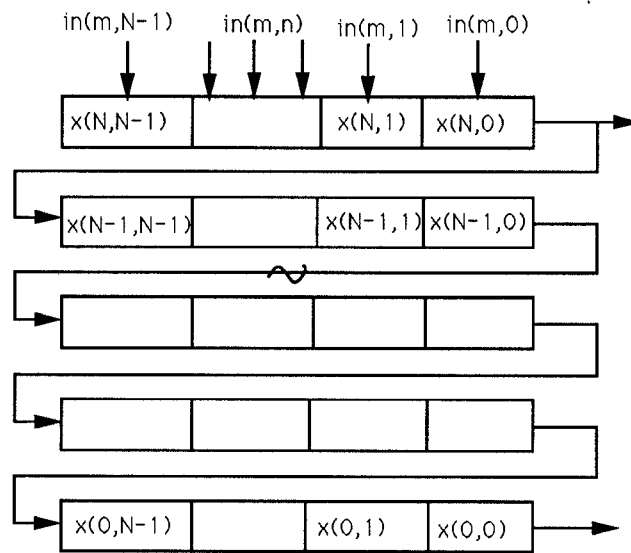 in(m,N-1) in(m,n) in(m,1) in(m,0)
x(N,N-1) x(N,1) x(N,0)
x(N-1,N-1) x(N-1,1) x(N-1,0)
x(0,N-1) x(0,1) x(0,0)